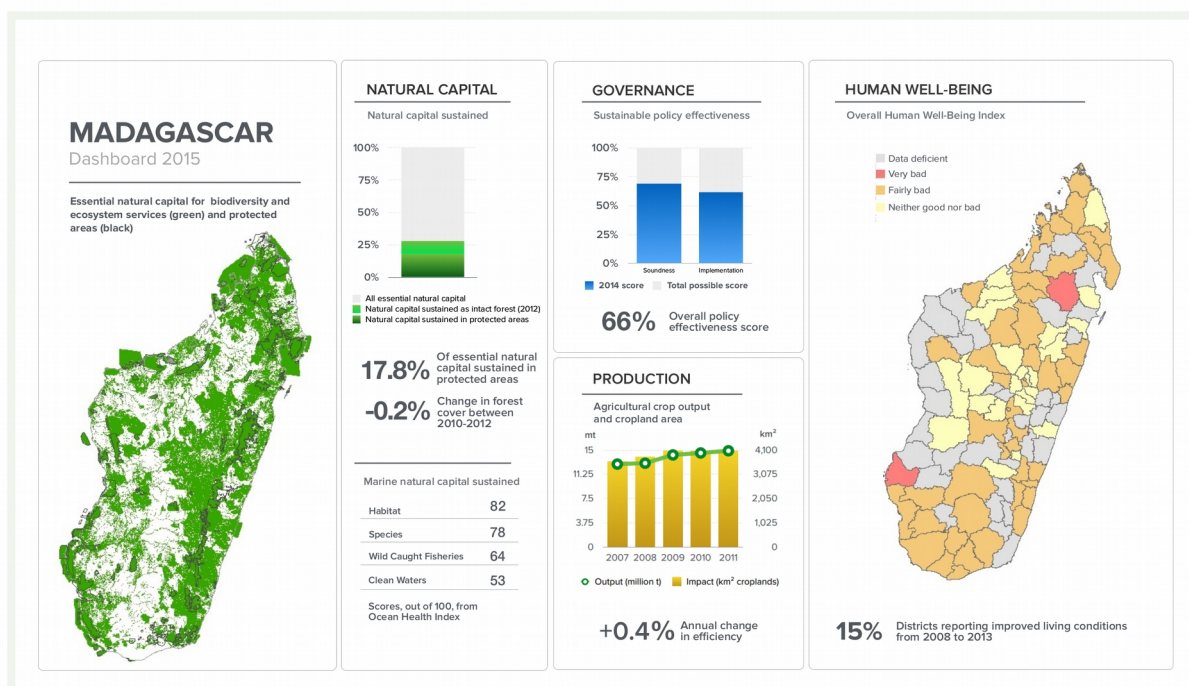 MADAGASCAR
Dashboard 2015
Essential natural capital for biodiversity and
ecosystem services (green) and protected
areas (black)
NATURAL CAPITAL
Natural capital sustained
100%
75%
50%
25%
0%
All essential natural capital
Natural capital sustained as intact forest (2012)
Natural capital sustained in protected areas
17.8%
Of essential natural
capital sustained in
protected areas
-0.2%
Change in forest
cover between
2010-2012
Marine natural capital sustained
Habitat 82
Species 78
Wild Caught Fisheries 64
Clean Waters 53
Scores, out of 100, from
Ocean Health Index
GOVERNANCE
Sustainable policy effectiveness
100%
75%
50%
25%
0%
Soundness Implementation
2014 score Total possible score
66%
Overall policy
effectiveness score
PRODUCTION
Agricultural crop output
and cropland area
mt km²
15 4,100
11.25 3,075
7.5 2,050
3.75 1,025
0 0
2007 2008 2009 2010 2011
Output (million t) Impact (km² croplands)
+0.4%
Annual change
in efficiency
HUMAN WELL-BEING
Overall Human Well-Being Index
Data deficient
Very bad
Fairly bad
Neither good nor bad
15%
Districts reporting improved living conditions
from 2008 to 2013